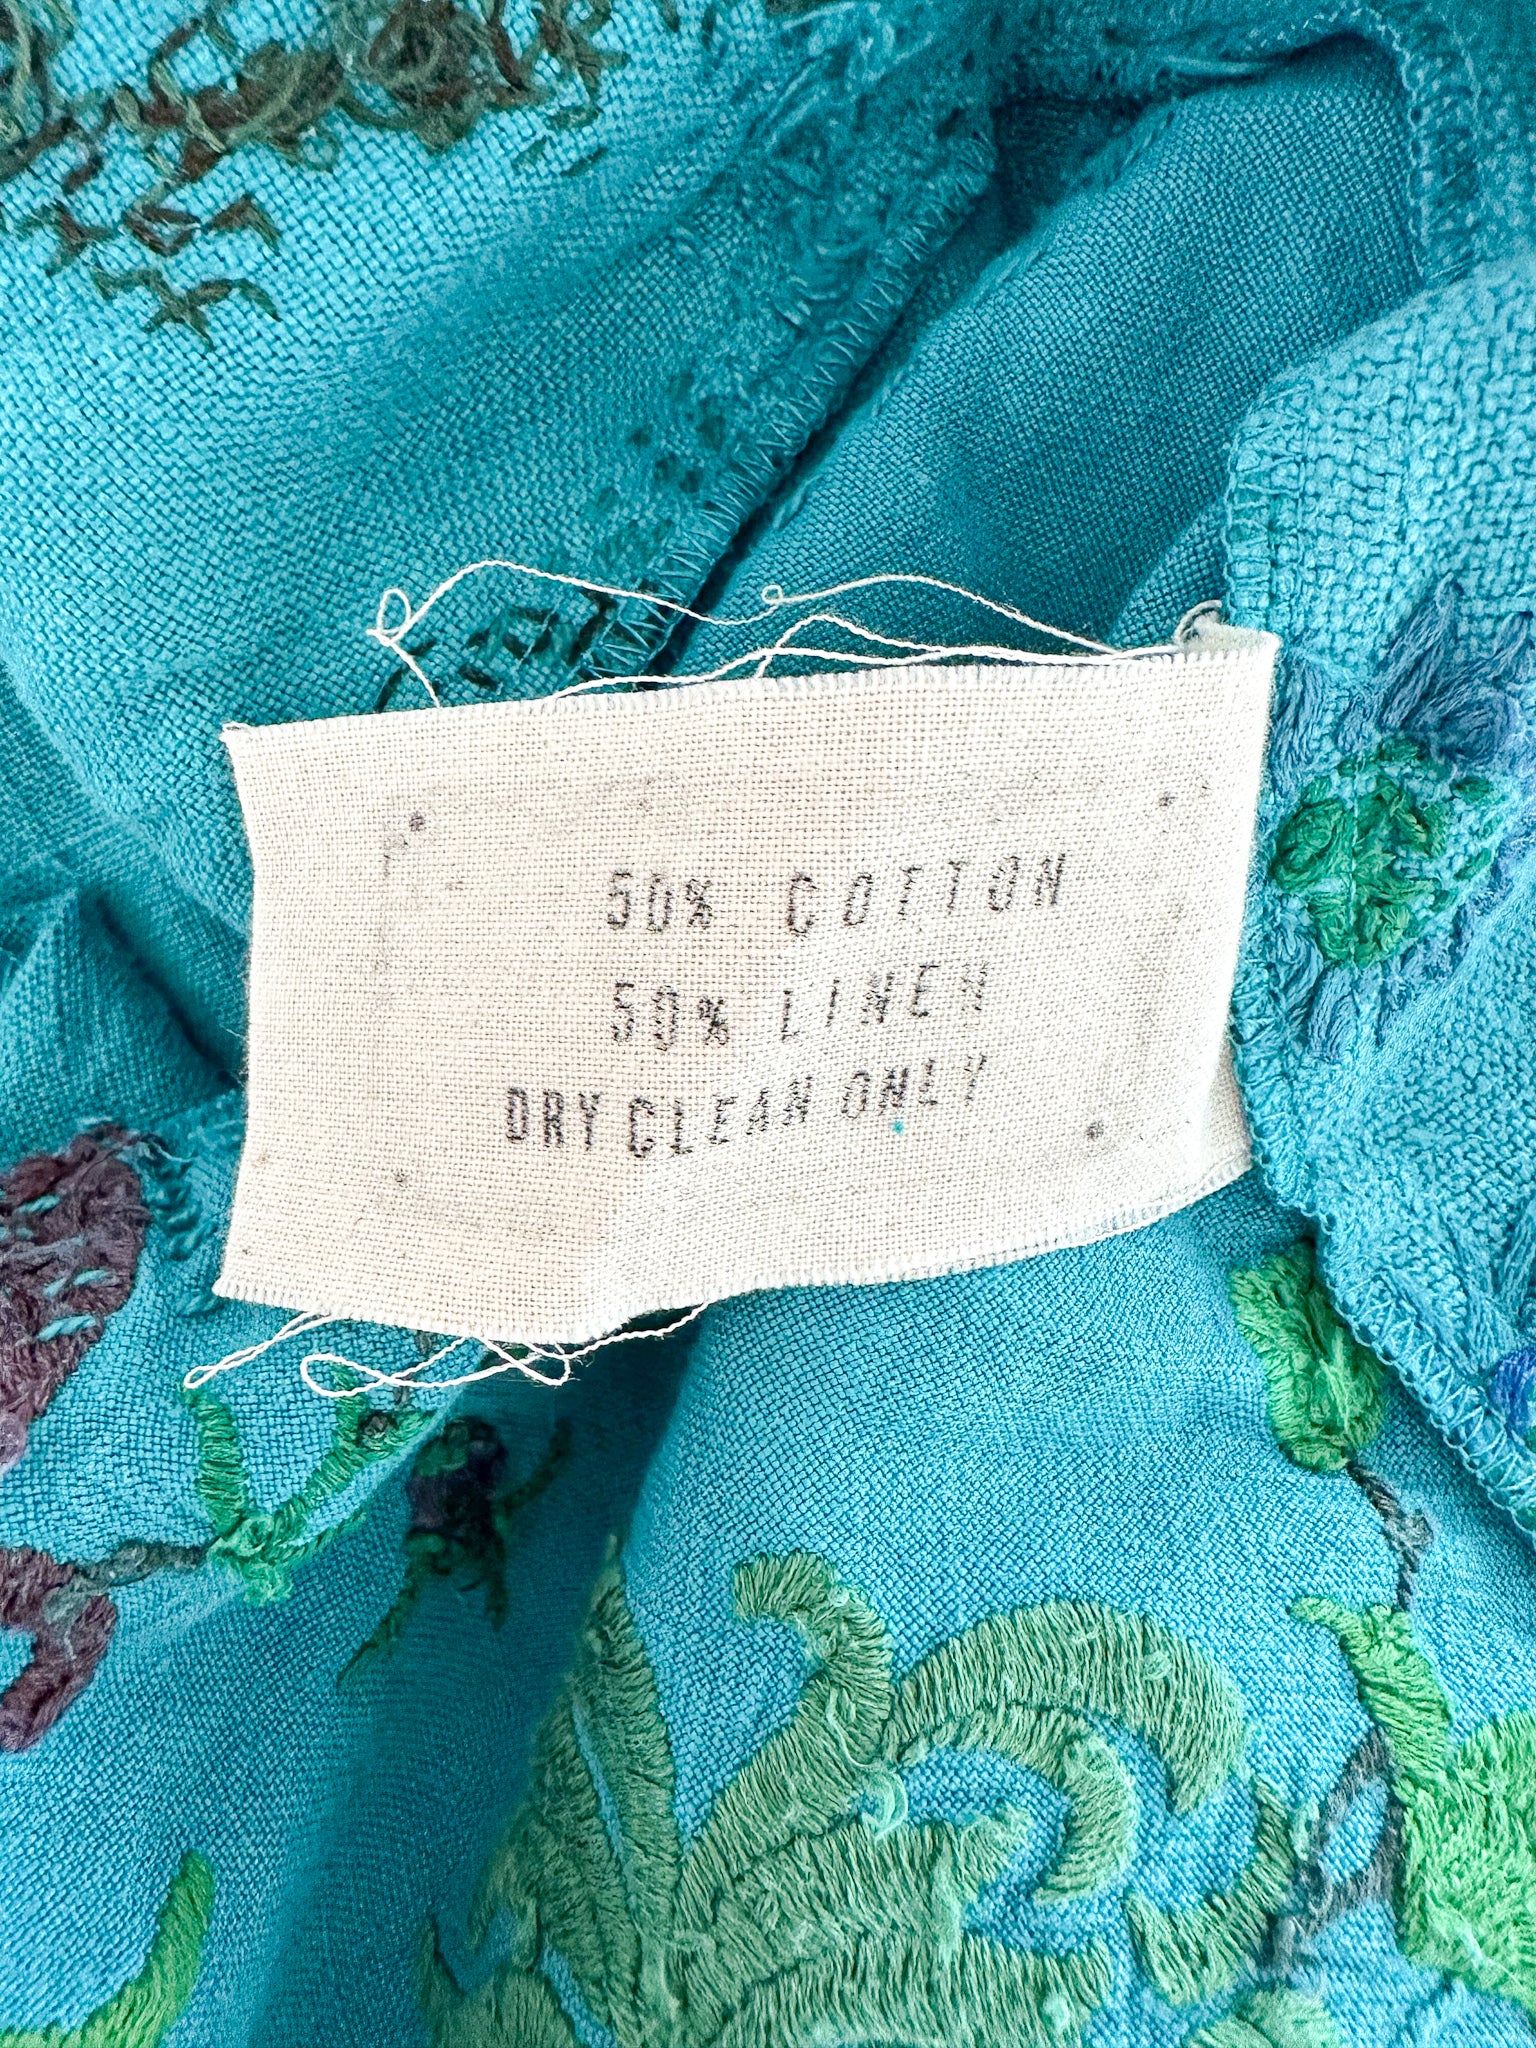 50% COTTON
50% LINEN
DRY CLEAN ONLY